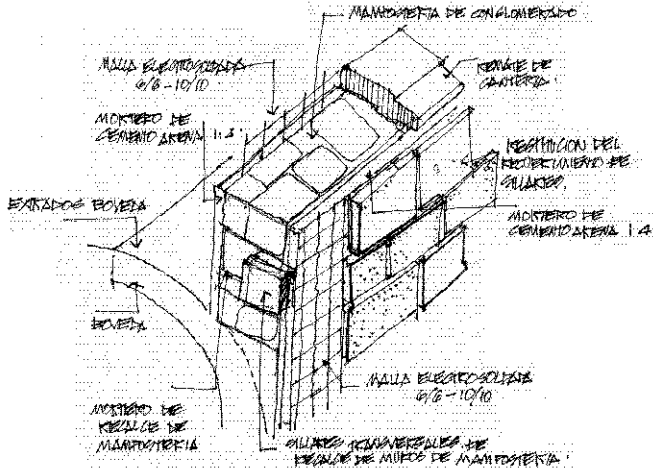 MAMPOSTERIA DE CONGLOMERADO
MALLA ELECTROSOLDADA
6/6-10/10
REMATE DE
CANTERIA.
MORTERO DE
CEMENTO ARENA 1:3
RESTITUCION DEL
RECUBRIMIENTO DE
SILLARES.
EXTRADOS BOVEDA
MORTERO DE
CEMENTO ARENA 1:4
BOVEDA
MALLA ELECTROSOLDADA
6/6-10/10
MORTERO DE
RECALCE DE
MAMPOSTERIA
SILLARES TRANSVERSALES DE
RECALCE DE MUROS DE MAMPOSTERIA.